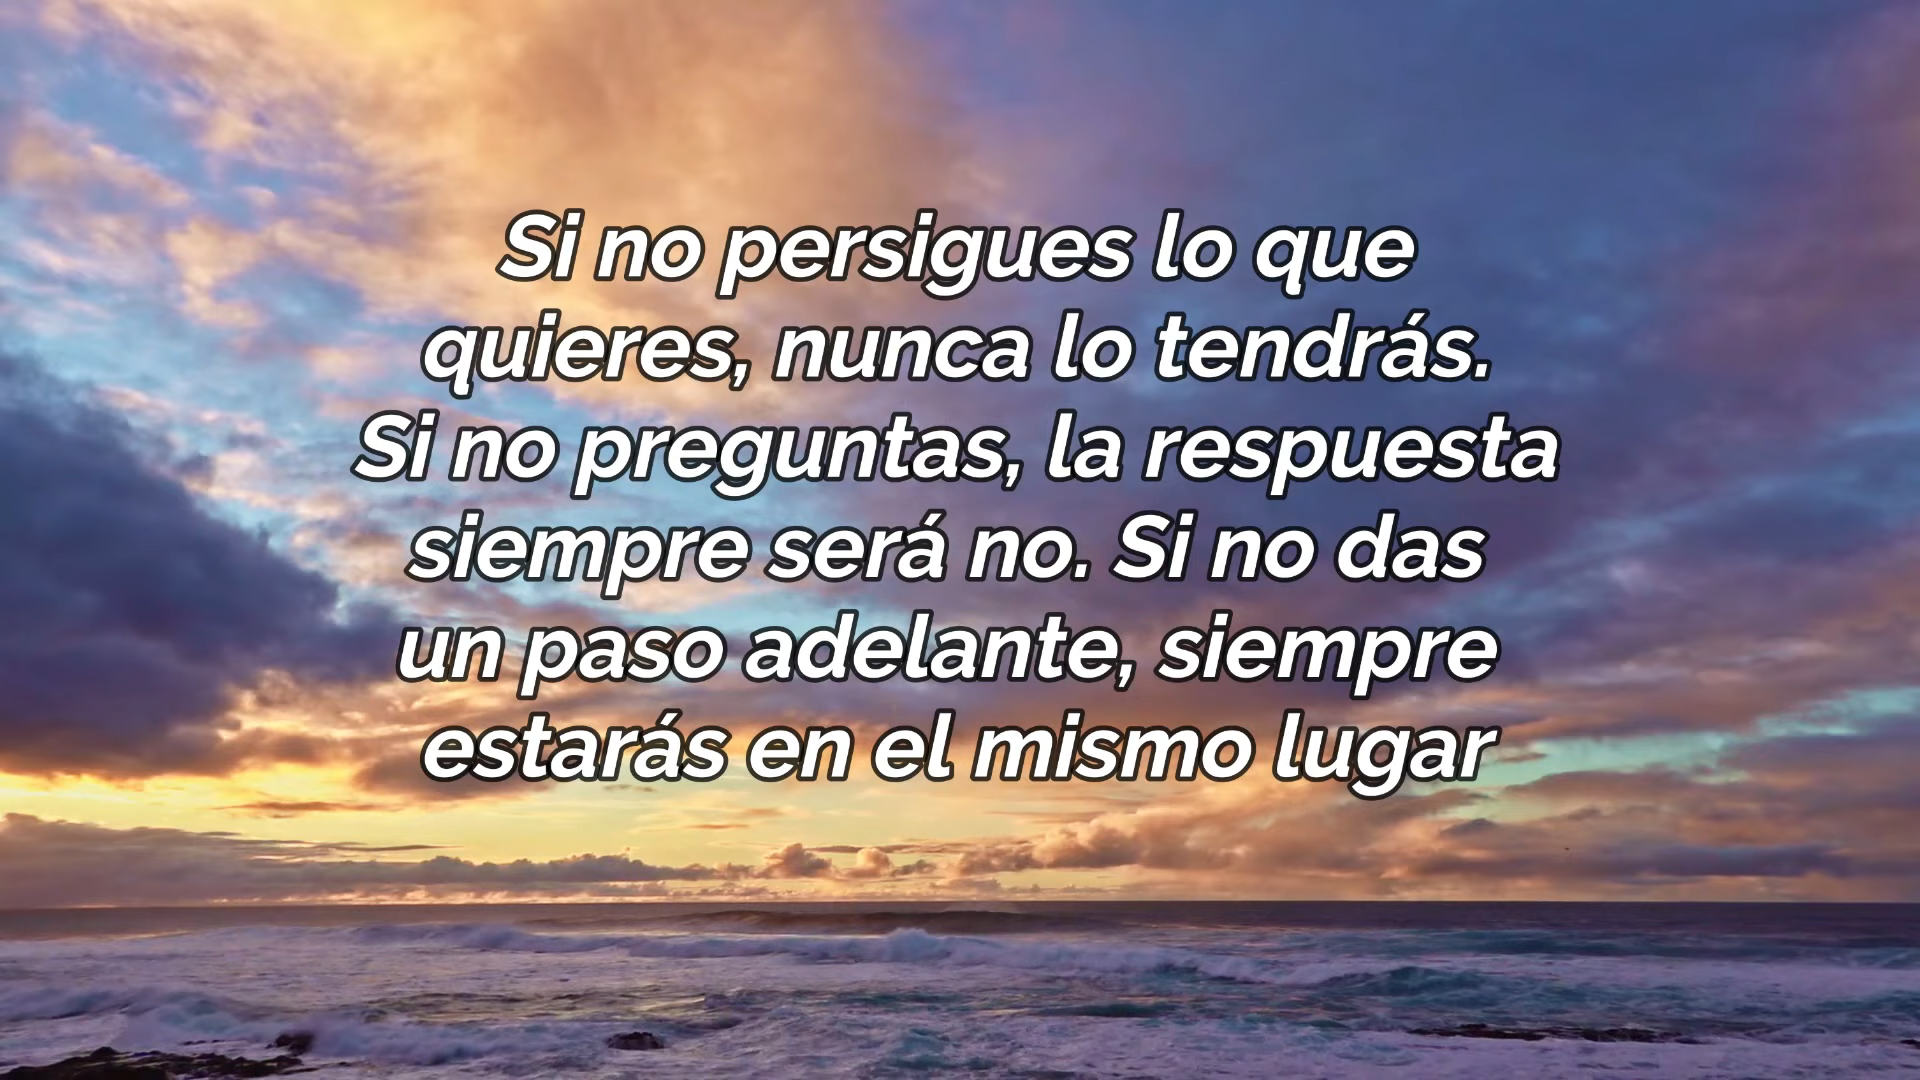 Si no persigues lo que
quieres, nunca lo tendrás.
Si no preguntas, la respuesta
siempre será no. Si no das
un paso adelante, siempre
estarás en el mismo lugar